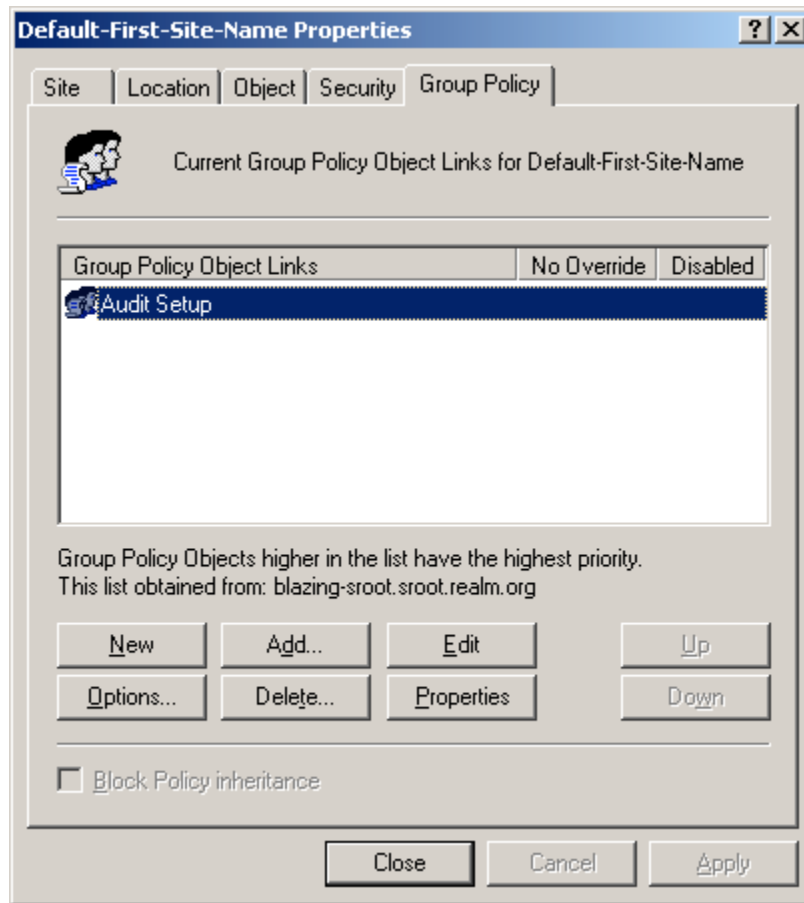 Default-First-Site-Name Properties
Site Location Object Security Group Policy
Current Group Policy Object Links for Default-First-Site-Name
Group Policy Object Links No Override Disabled
Audit Setup
Group Policy Objects higher in the list have the highest priority.
This list obtained from: blazing-sroot.sroot.realm.org
New Add... Edit Up
Options... Delete... Properties Down
Block Policy inheritance
Close Cancel Apply